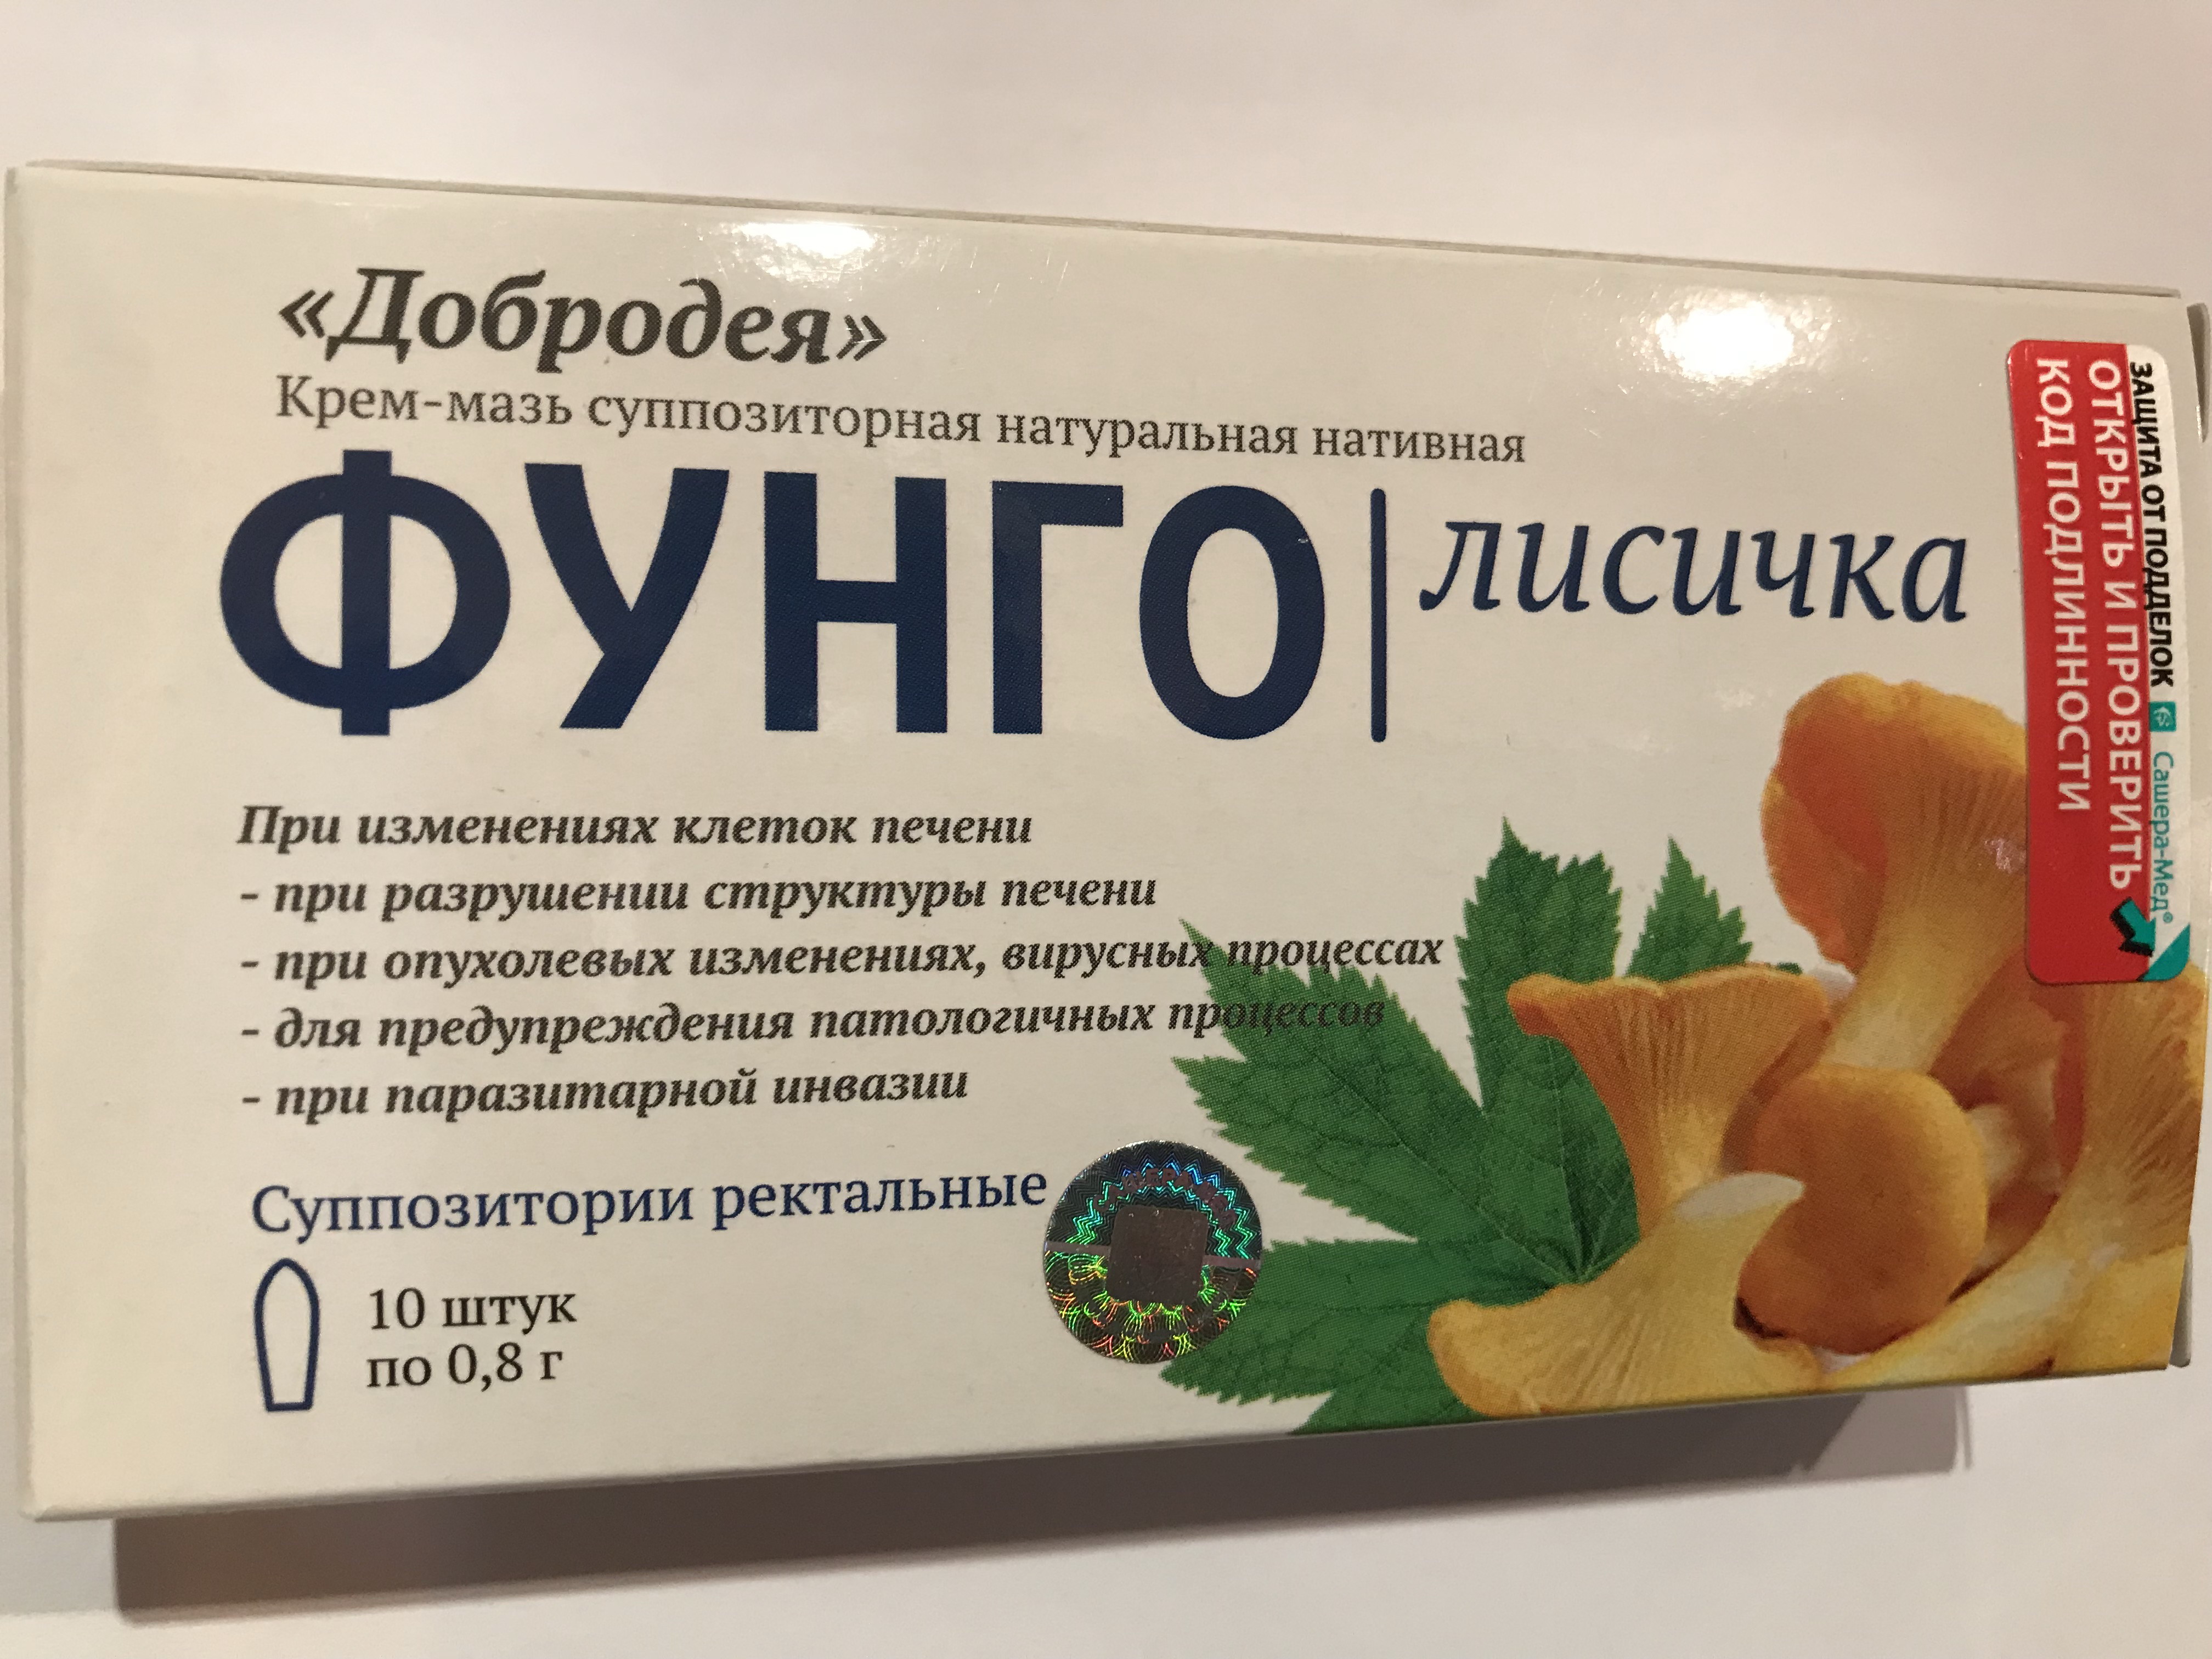 «Добродея»
Крем-мазь суппозиторная натуральная нативная
ФУНГО
лисичка
При изменениях клеток печени
- при разрушении структуры печени
- при опухолевых изменениях, вирусных процессах
- для предупреждения патологичных процессов
- при паразитарной инвазии
Суппозитории ректальные
10 штук
по 0,8 г
ЗАЩИТА ОТ ПОДДЕЛОК Сашера-Мед®
ОТКРЫТЬ И ПРОВЕРИТЬ
КОД ПОДЛИННОСТИ